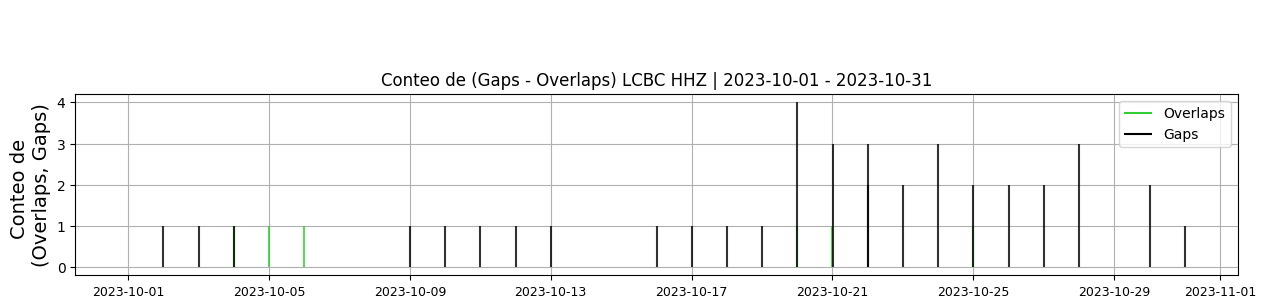 Conteo de (Gaps - Overlaps) LCBC HHZ | 2023-10-01 - 2023-10-31
Conteo de
(Overlaps, Gaps)
4
3
2
1
0
Overlaps
Gaps
2023-10-01 2023-10-05 2023-10-09 2023-10-13 2023-10-17 2023-10-21 2023-10-25 2023-10-29 2023-11-01